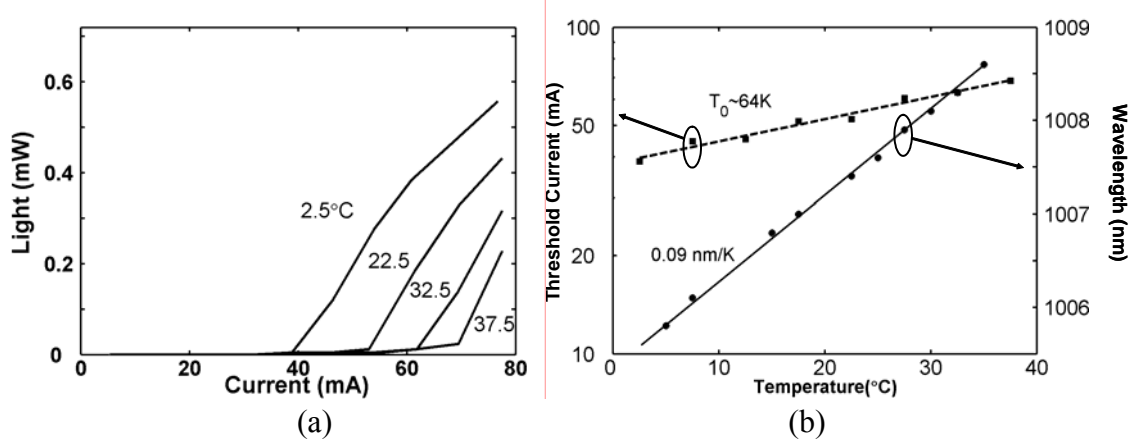 0.6
0.4
0.2
0
Light (mW)
2.5°C
22.5
32.5
37.5
0 20 40 60 80
Current (mA)
(a)
100
50
20
10
Threshold Current (mA)
T0~64K
0.09 nm/K
1009
1008
1007
1006
Wavelength (nm)
0 10 20 30 40
Temperature(°C)
(b)